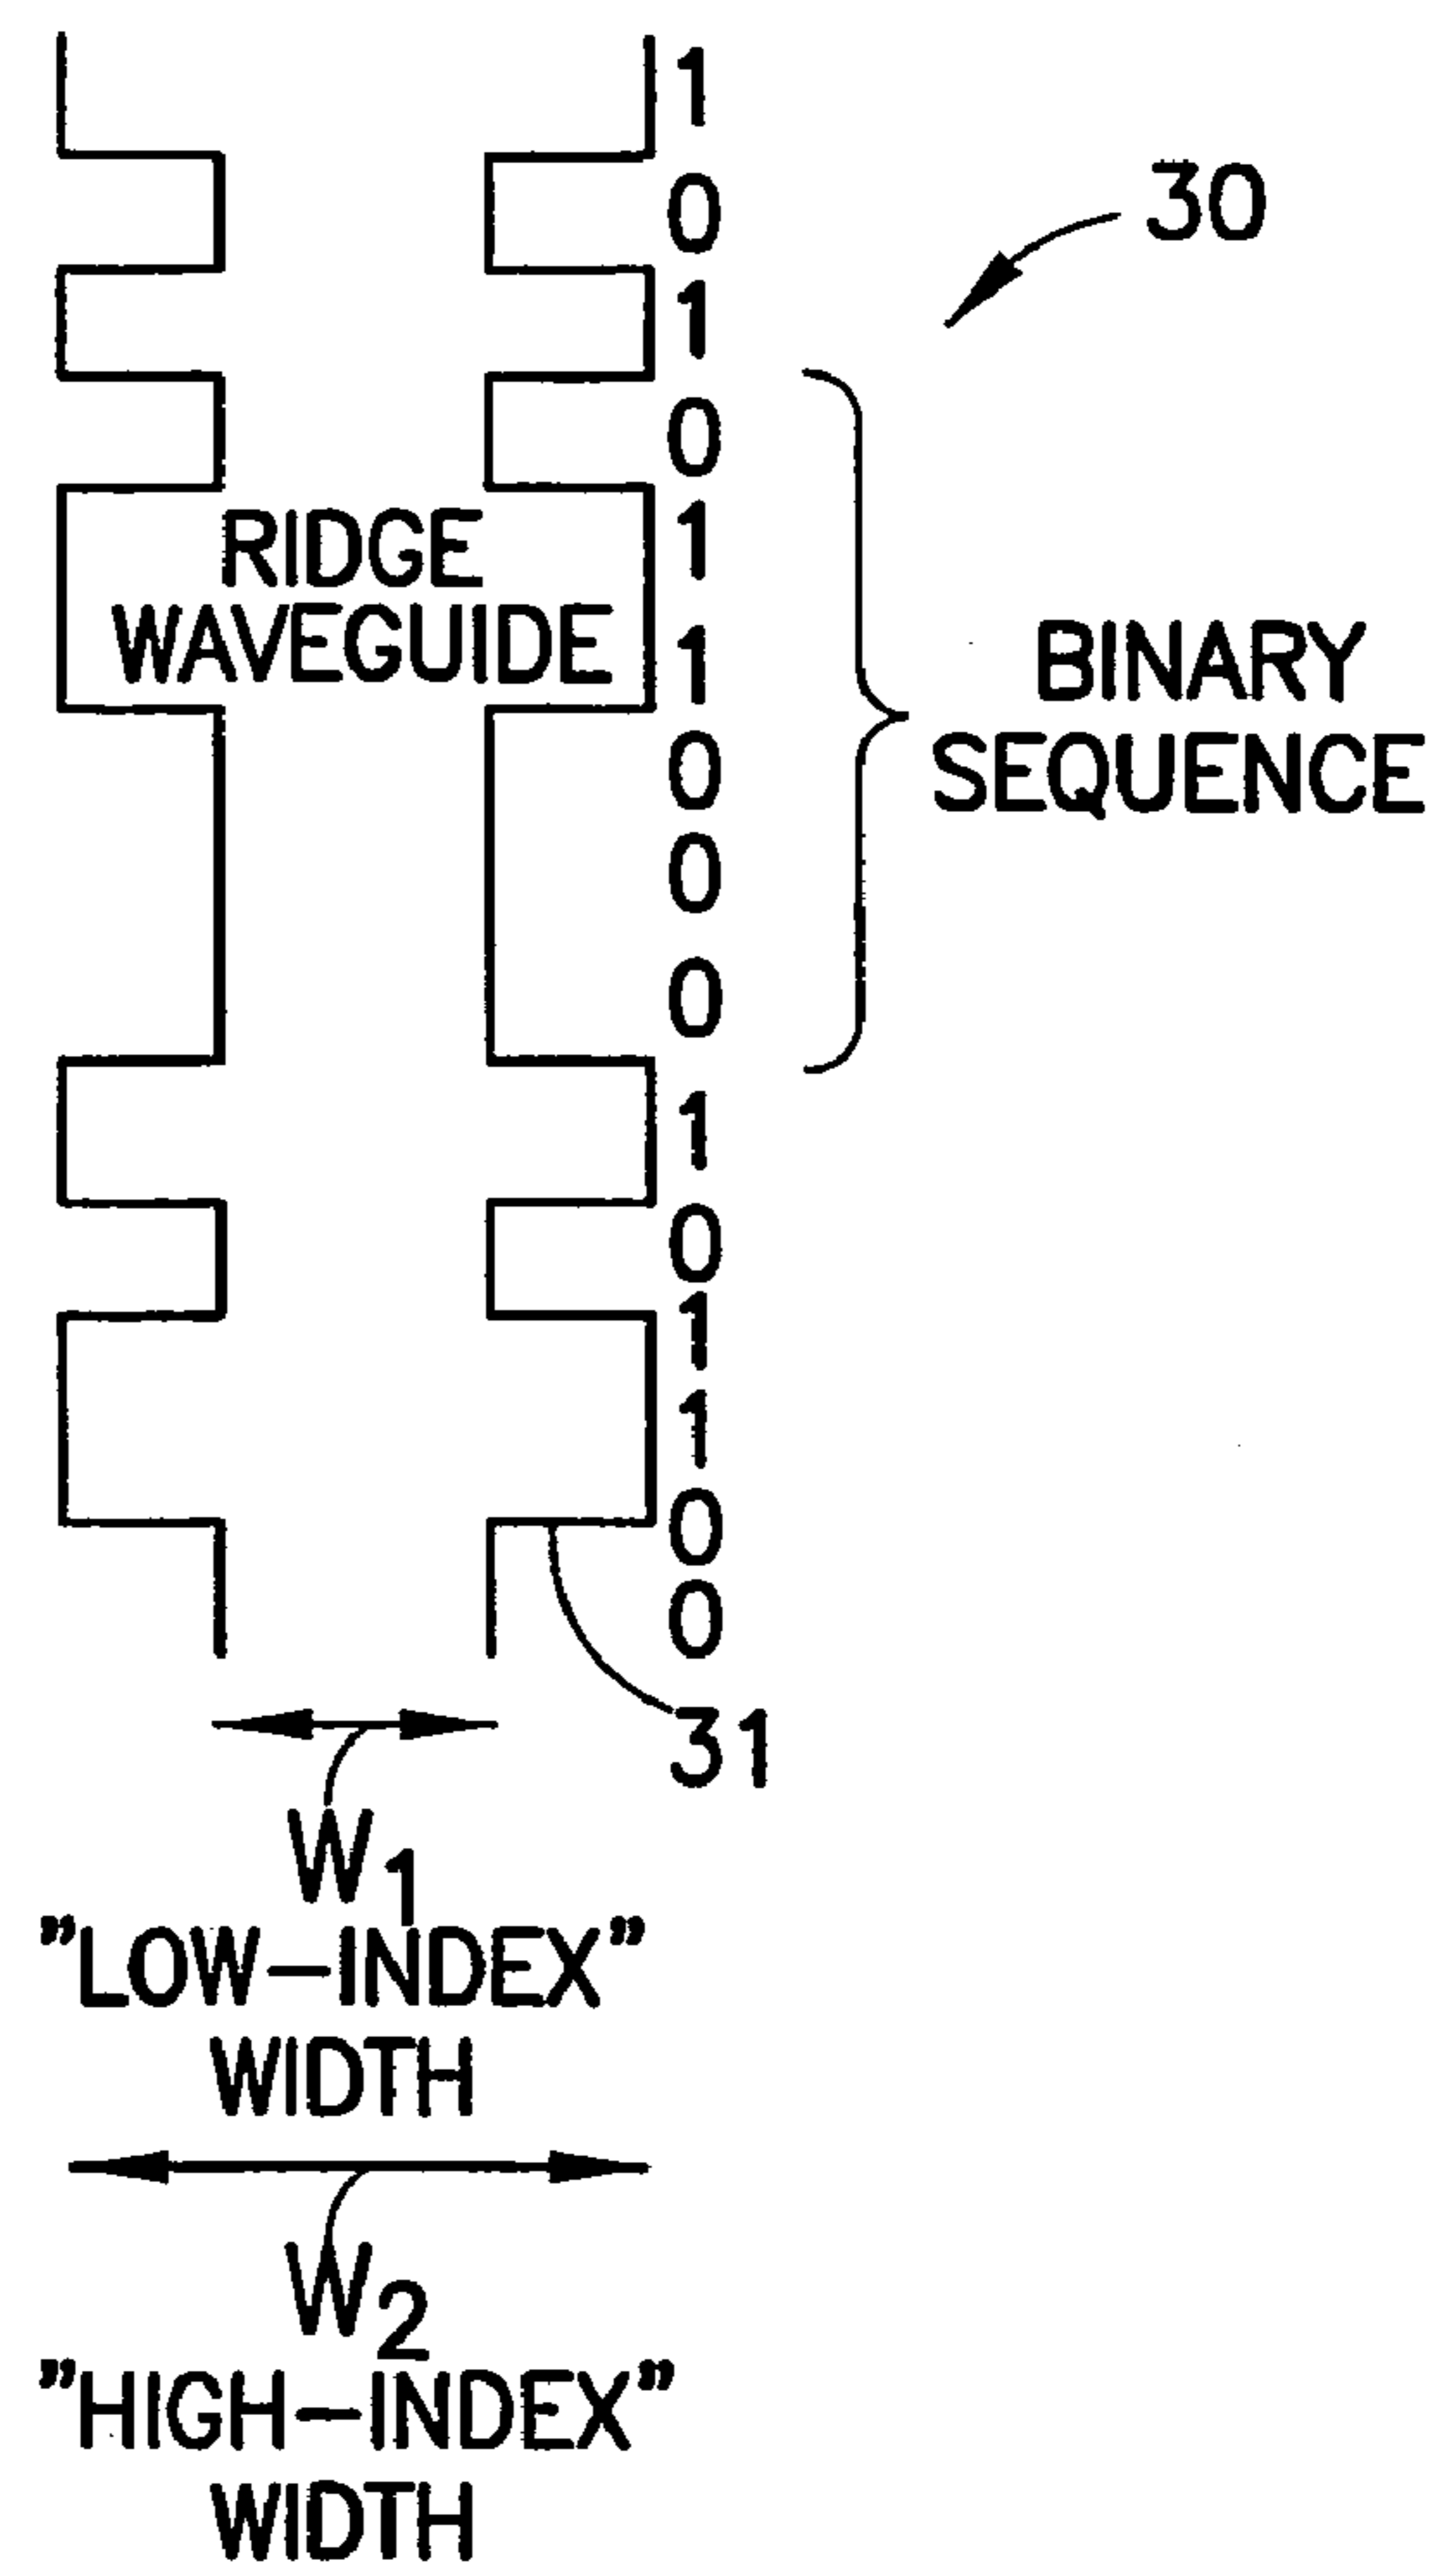 1
0
30
1
0
1
RIDGE
WAVEGUIDE
1
BINARY
SEQUENCE
0
0
0
1
0
1
1
0
0
31
W1
"LOW-INDEX"
WIDTH
W2
"HIGH-INDEX"
WIDTH